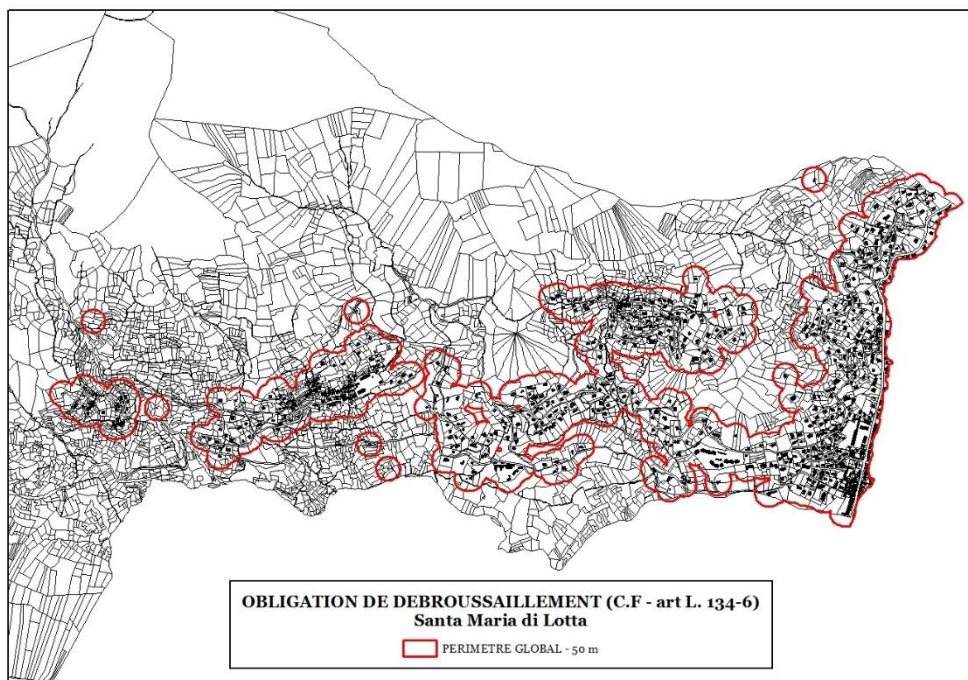 OBLIGATION DE DEBROUSSAILLEMENT (C.F - art L. 134-6)
Santa Maria di Lotta
PERIMETRE GLOBAL - 50 m